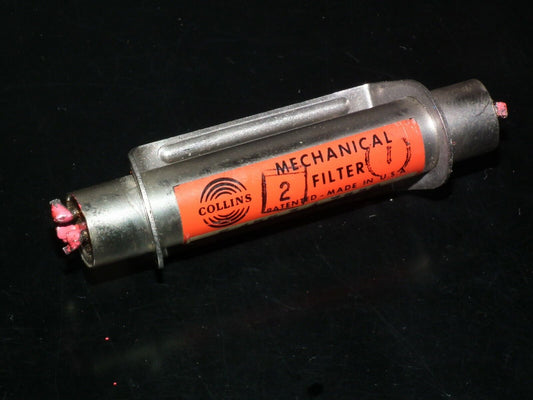 COLLINS
2
MECHANICAL
FILTER
PATENTED - MADE IN U.S.A.